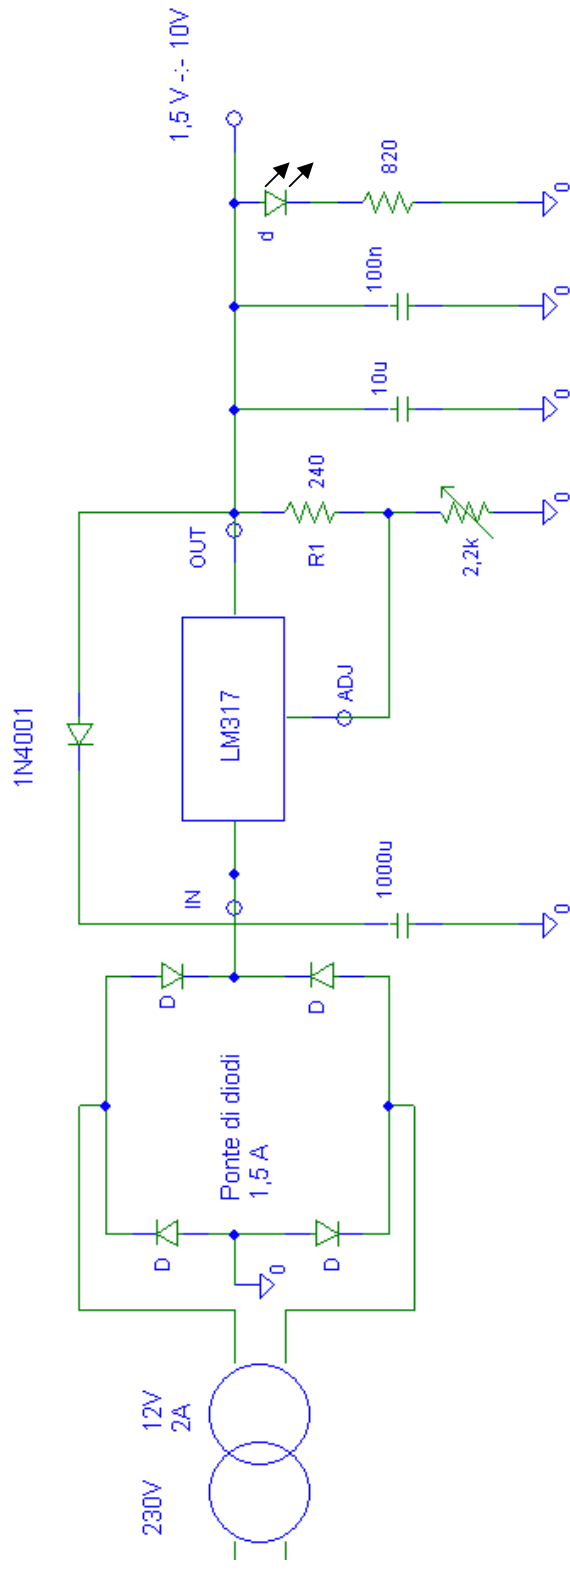 230V
12V
2A
D
D
Ponte di diodi
1,5 A
D
D
0
IN
1000u
0
1N4001
LM317
ADJ
OUT
R1
240
2,2k
0
10u
0
100n
0
d
820
0
1,5 V -:- 10V